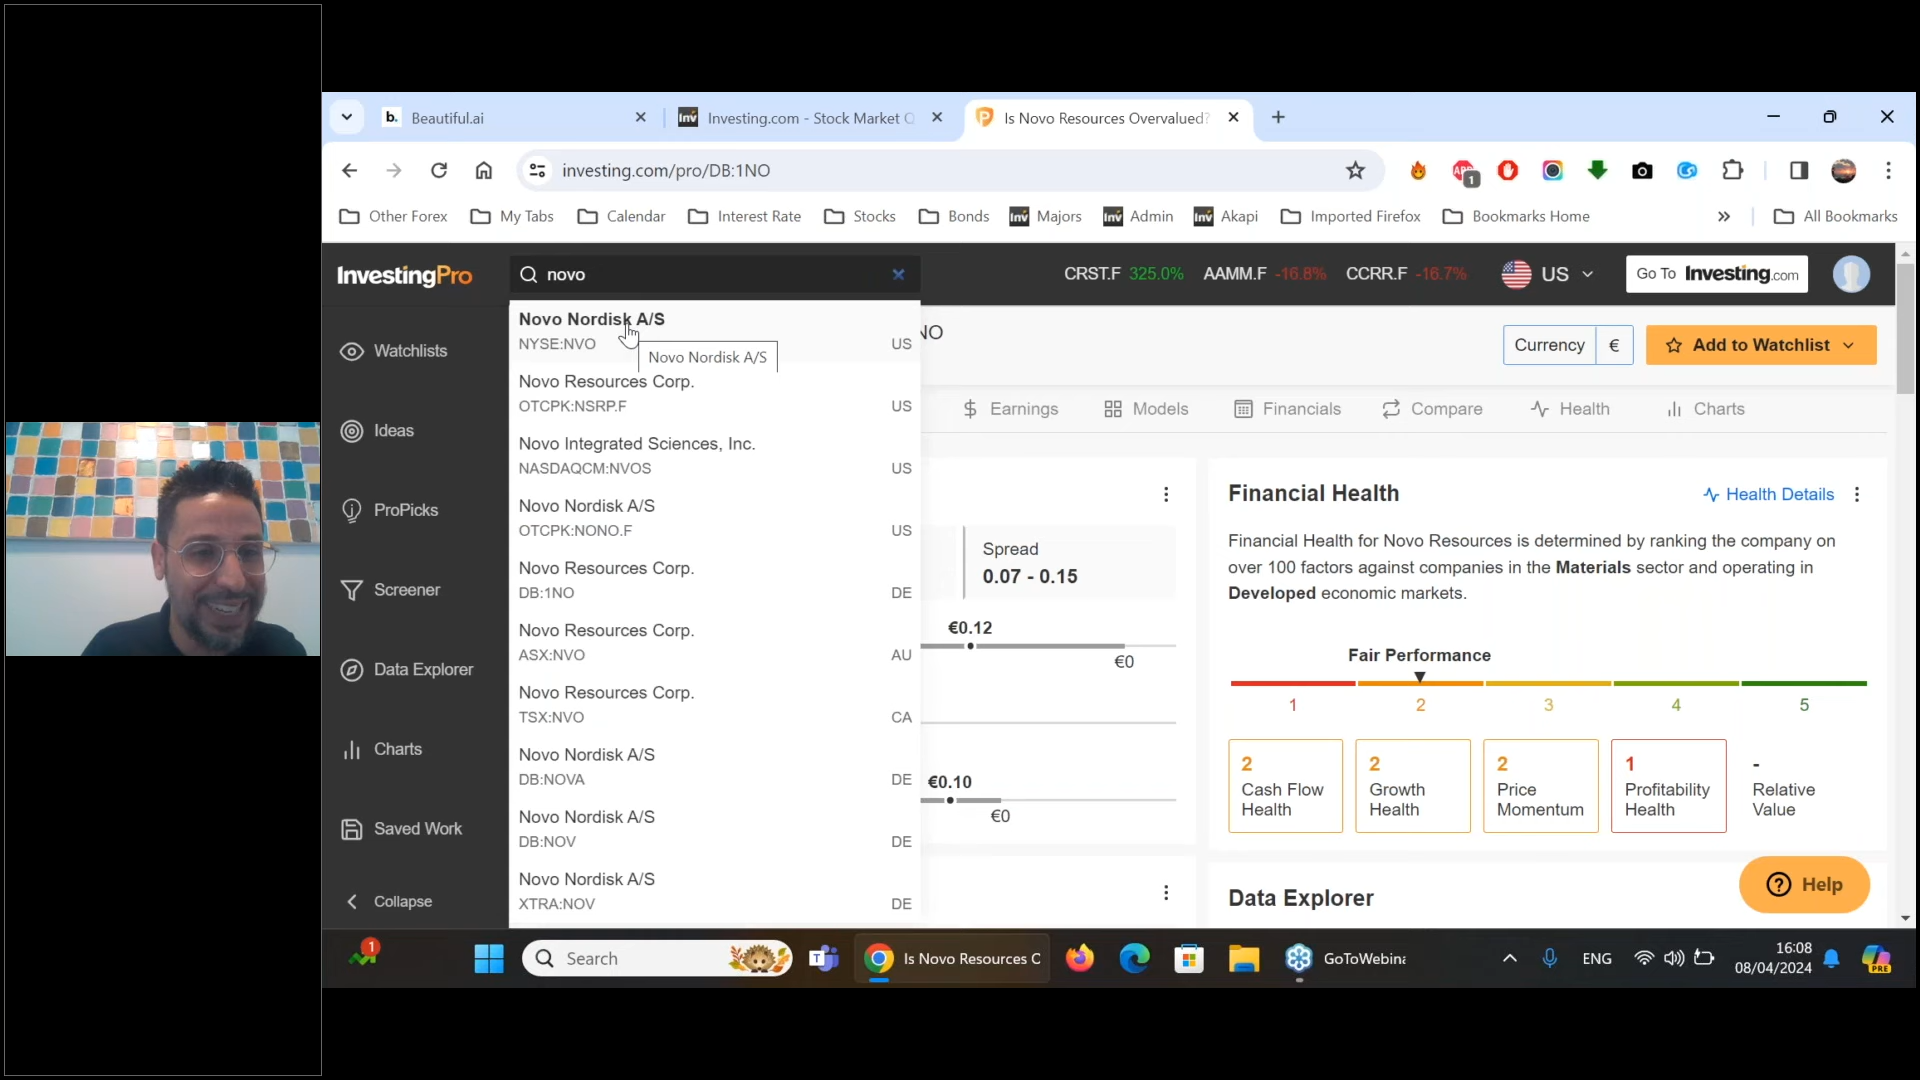 b. Beautiful.ai
Inv Investing.com - Stock Market Q
Is Novo Resources Overvalued?
investing.com/pro/DB:1NO
ABP
1
Other Forex
My Tabs
Calendar
Interest Rate
Stocks
Bonds
Inv Majors
Inv Admin
Inv Akapi
Imported Firefox
Bookmarks Home
All Bookmarks
InvestingPro
novo
CRST.F 325.0% AAMM.F -16.8% CCRR.F -16.7%
US
Go To Investing.com
Watchlists
Ideas
ProPicks
Screener
Data Explorer
Charts
Saved Work
Collapse
Novo Nordisk A/S
NYSE:NVO US
Novo Nordisk A/S
Novo Resources Corp.
OTCPK:NSRP.F US
Novo Integrated Sciences, Inc.
NASDAQCM:NVOS US
Novo Nordisk A/S
OTCPK:NONO.F US
Novo Resources Corp.
DB:1NO DE
Novo Resources Corp.
ASX:NVO AU
Novo Resources Corp.
TSX:NVO CA
Novo Nordisk A/S
DB:NOVA DE
Novo Nordisk A/S
DB:NOV DE
Novo Nordisk A/S
XTRA:NOV DE
NO
Currency €
Add to Watchlist
Earnings
Models
Financials
Compare
Health
Charts
Spread
0.07 - 0.15
€0.12
€0
€0.10
€0
Financial Health
Health Details
Financial Health for Novo Resources is determined by ranking the company on
over 100 factors against companies in the Materials sector and operating in
Developed economic markets.
Fair Performance
1 2 3 4 5
2
Cash Flow
Health
2
Growth
Health
2
Price
Momentum
1
Profitability
Health
-
Relative
Value
Data Explorer
Help
1
Search
Is Novo Resources C
GoToWebina
ENG
16:08
08/04/2024
PRE